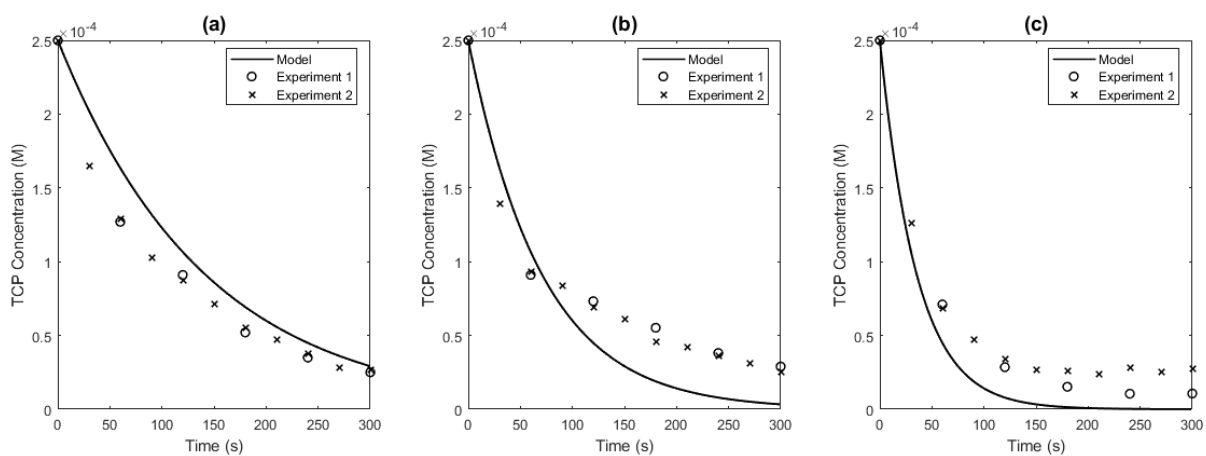 (a)
×10⁻⁴
2.5
2
1.5
1
0.5
0
TCP Concentration (M)
0 50 100 150 200 250 300
Time (s)
Model
Experiment 1
Experiment 2
(b)
×10⁻⁴
2.5
2
1.5
1
0.5
0
TCP Concentration (M)
0 50 100 150 200 250 300
Time (s)
Model
Experiment 1
Experiment 2
(c)
×10⁻⁴
2.5
2
1.5
1
0.5
0
TCP Concentration (M)
0 50 100 150 200 250 300
Time (s)
Model
Experiment 1
Experiment 2